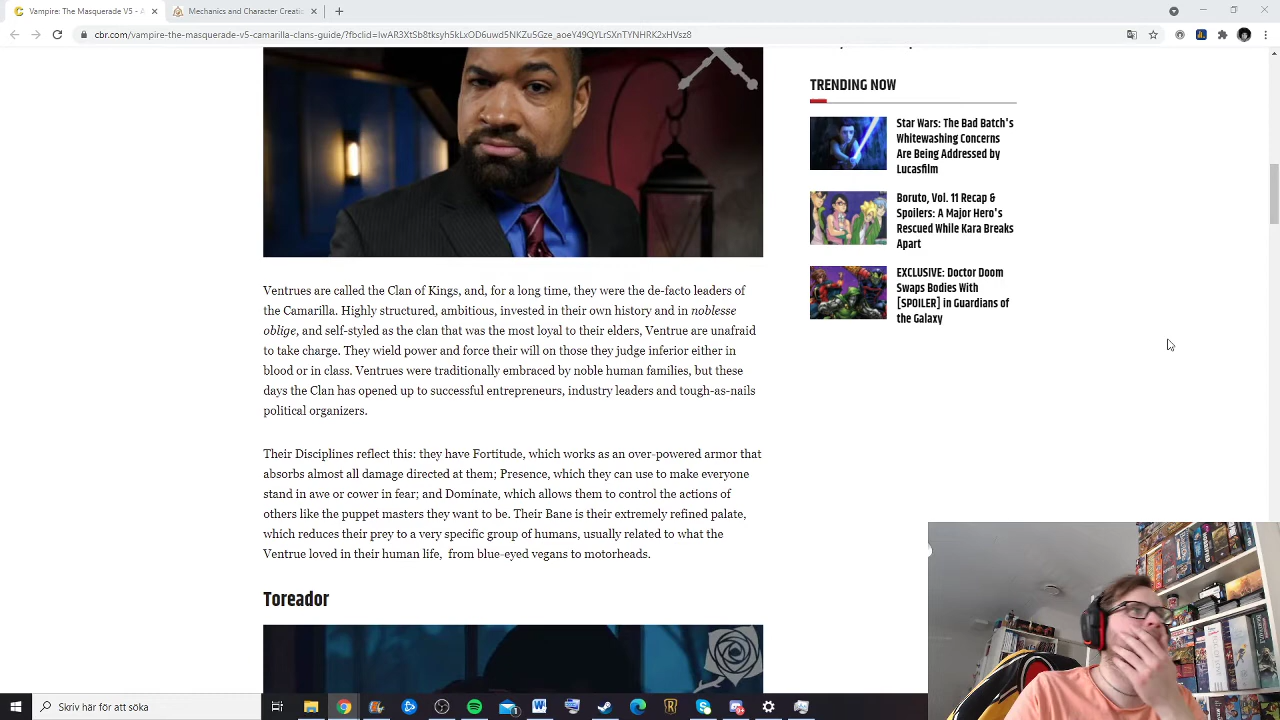 Vampire: The Masquerade V5 - A
Mechanics and Character Creatio
cbr.com/vampire-the-masquerade-v5-camarilla-clans-guide/?fbclid=IwAR3XtSb8tksyh5kLxOD6uwd5NKZu5Gze_aoeY49QYLrSXnTYNHRK2xHVsz8
TRENDING NOW
Star Wars: The Bad Batch's
Whitewashing Concerns
Are Being Addressed by
Lucasfilm
Boruto, Vol. 11 Recap &
Spoilers: A Major Hero's
Rescued While Kara Breaks
Apart
EXCLUSIVE: Doctor Doom
Swaps Bodies With
[SPOILER] in Guardians of
the Galaxy
Ventrues are called the Clan of Kings, and, for a long time, they were the de-facto leaders of
the Camarilla. Highly structured, ambitious, invested in their own history and in noblesse
oblige, and self-styled as the clan that was the most loyal to their elders, Ventrue are unafraid
to take charge. They wield power and force their will on those they judge inferior either in
blood or in class. Ventrues were traditionally embraced by noble human families, but these
days the Clan has opened up to successful entrepreneurs, industry leaders and tough-as-nails
political organizers.
Their Disciplines reflect this: they have Fortitude, which works as an over-powered armor that
absorbs almost all damage directed at them; Presence, which they can use to make everyone
stand in awe or cower in fear; and Dominate, which allows them to control the actions of
others like the puppet masters they want to be. Their Bane is their extremely refined palate,
which reduces their prey to a very specific group of humans, usually related to what the
Ventrue loved in their human life, from blue-eyed vegans to motorheads.
Toreador
Skriv här för att söka